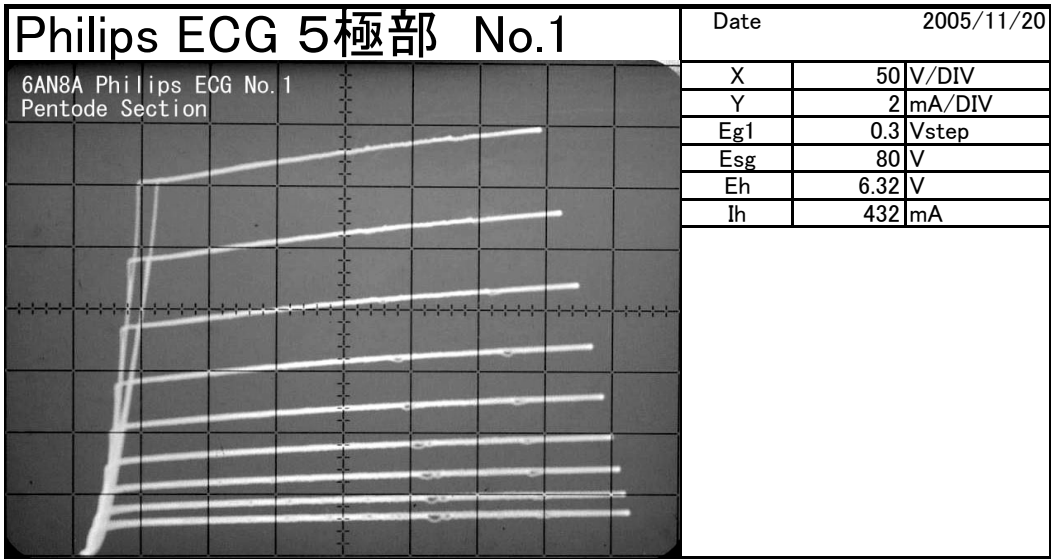 Philips ECG 5極部 No.1
6AN8A Philips ECG No.1
Pentode Section
Date 2005/11/20
X 50 V/DIV
Y 2 mA/DIV
Eg1 0.3 Vstep
Esg 80 V
Eh 6.32 V
Ih 432 mA